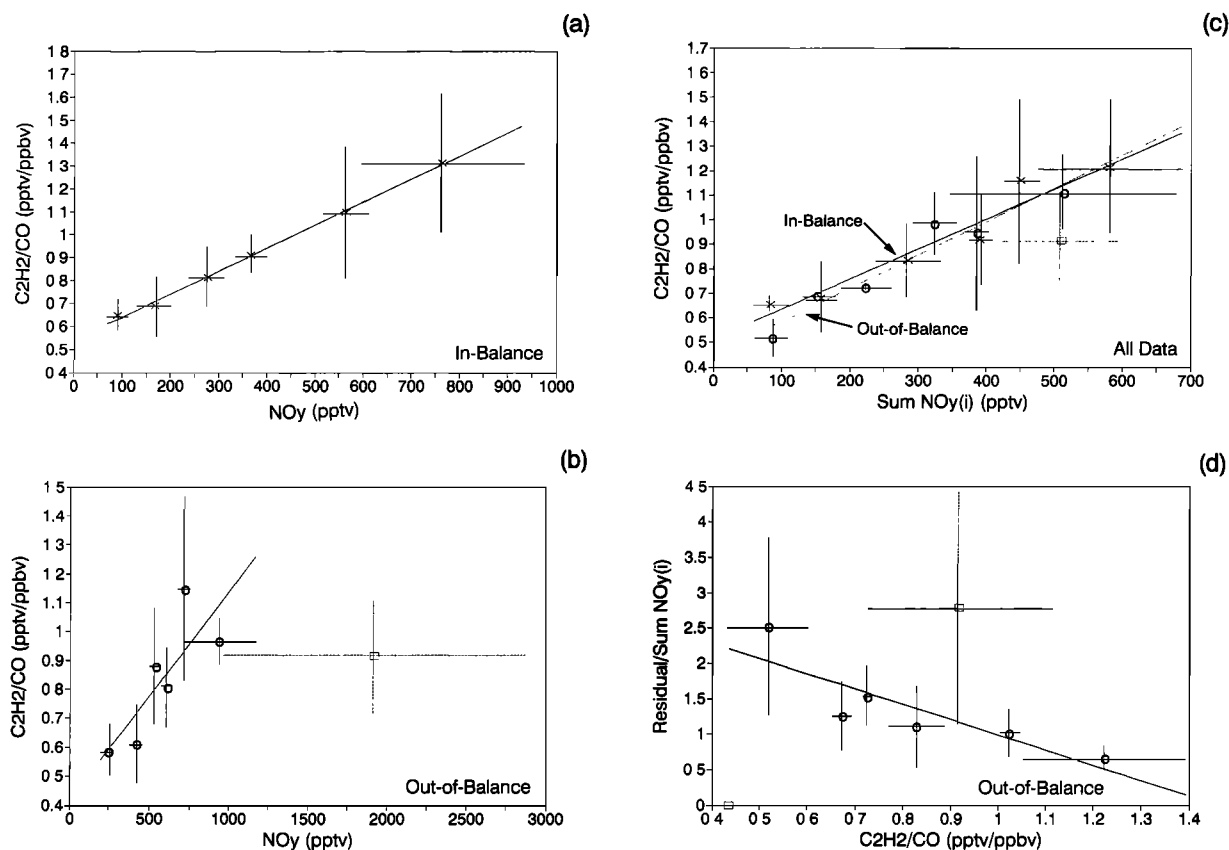 (a)
1 8
1 7
1 6
1 5
1 4
1 3
1 2
1.1
1
0 9
0 8
0 7
0 6
0 5
0 4
C2H2/CO (pptv/ppbv)
In-Balance
0 100 200 300 400 500 600 700 800 900 1000
NOy (pptv)
(c)
1.7
1.6
1.5
1.4
1.3
1.2
1.1
1
0.9
0.8
0.7
0 6
0 5
0 4
C2H2/CO (pptv/ppbv)
In-Balance
Out-of-Balance
All Data
0 100 200 300 400 500 600 700
Sum NOy(i) (pptv)
(b)
1 5
1.4
1.3
1.2
1.1
1
0.9
0.8
0.7
0.6
0.5
0.4
C2H2/CO (pptv/ppbv)
Out-of-Balance
0 500 1000 1500 2000 2500 3000
NOy (pptv)
(d)
4 5
4
3.5
3
2.5
2
1.5
1
0 5
0
Residual/Sum NOy(i)
Out-of-Balance
0 4 0 5 0.6 0.7 0.8 0.9 1 1.1 1.2 1.3 1.4
C2H2/CO (pptv/ppbv)